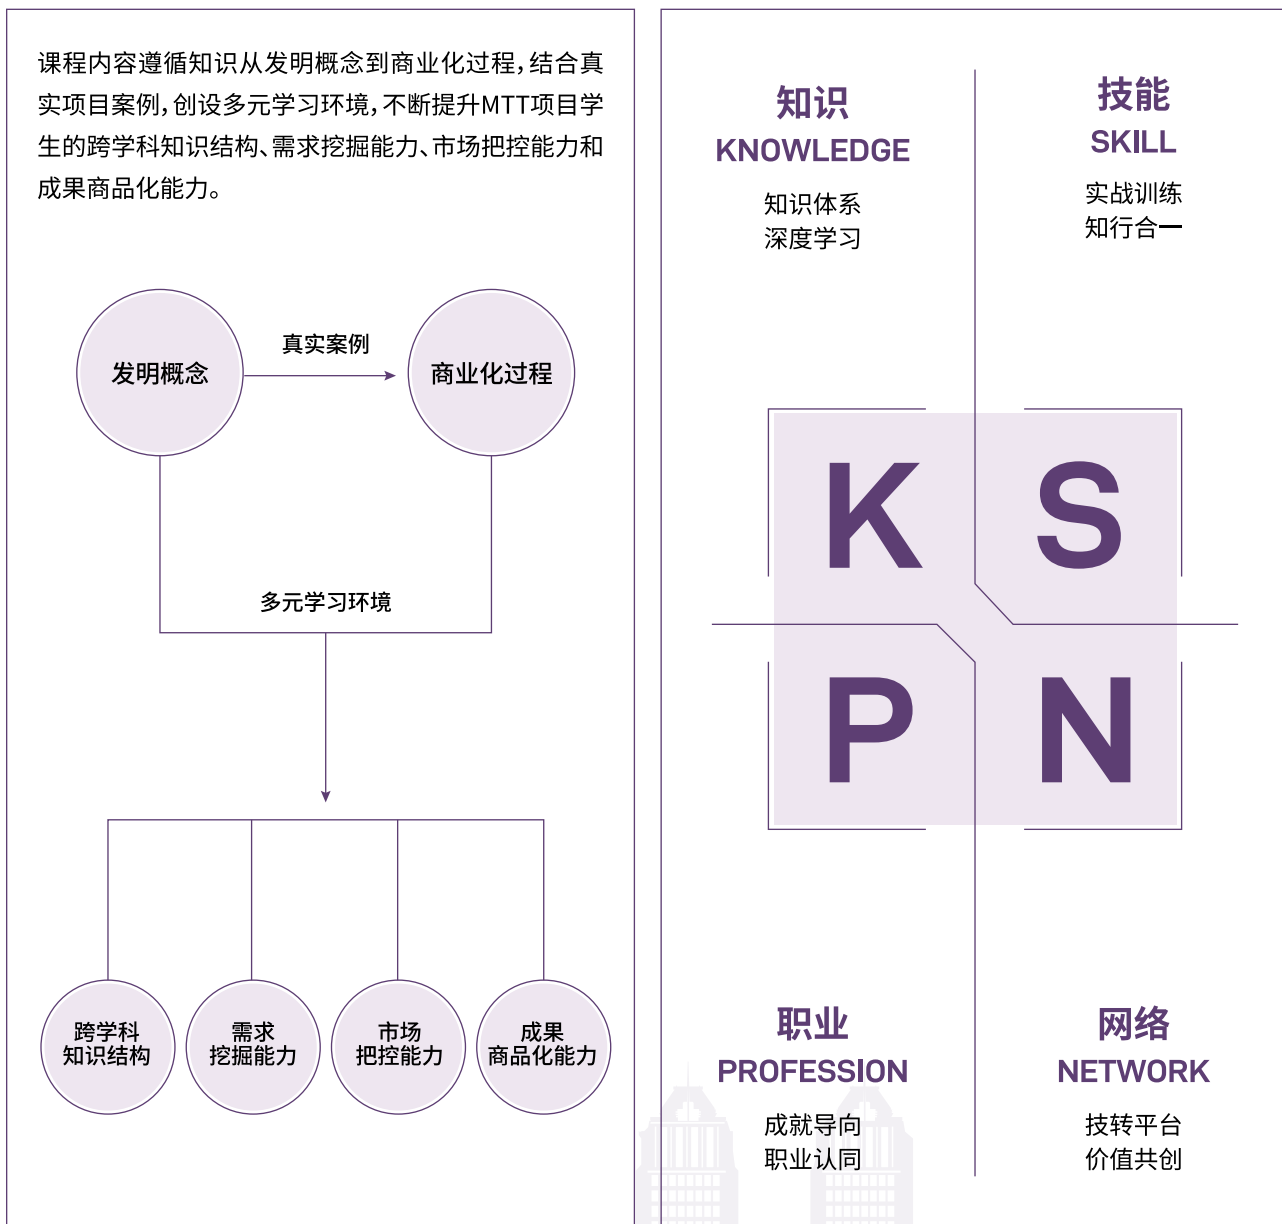 课程内容遵循知识从发明概念到商业化过程，结合真
实项目案例，创设多元学习环境，不断提升MTT项目学
生的跨学科知识结构、需求挖掘能力、市场把控能力和
成果商品化能力。
发明概念
真实案例
商业化过程
多元学习环境
跨学科
知识结构
需求
挖掘能力
市场
把控能力
成果
商品化能力
知识
KNOWLEDGE
知识体系
深度学习
技能
SKILL
实战训练
知行合一
K
S
P
N
职业
PROFESSION
成就导向
职业认同
网络
NETWORK
技转平台
价值共创